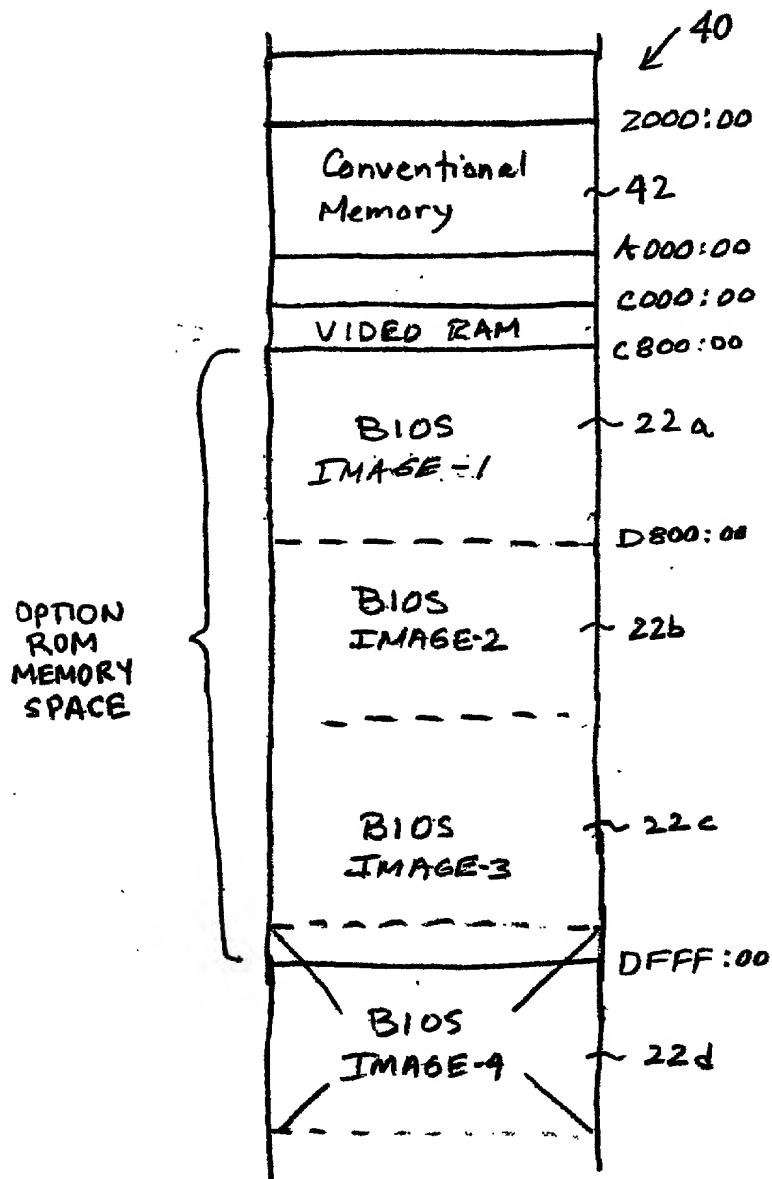 40
2000:00
Conventional
Memory
42
A000:00
C000:00
VIDEO RAM
C800:00
BIOS
IMAGE-1
22a
D800:00
OPTION
ROM
MEMORY
SPACE
BIOS
IMAGE-2
22b
BIOS
IMAGE-3
22c
DFFF:00
BIOS
IMAGE-4
22d